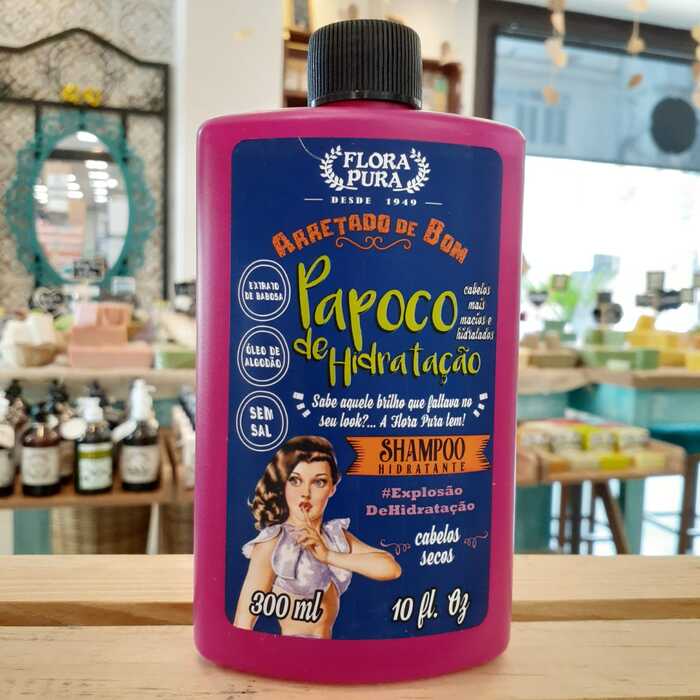 FLORA
PURA
DESDE 1949
ARRETADO DE BOM
EXTRATO
DE BABOSA
Papoco
de Hidratação
cabelos
mais
macios e
hidratados
ÓLEO DE
ALGODÃO
SEM
SAL
Sabe aquele brilho que faltava no
seu look?... A Flora Pura tem!
SHAMPOO
HIDRATANTE
#Explosão
DeHidratação
cabelos
secos
300 ml
10 fl. Oz